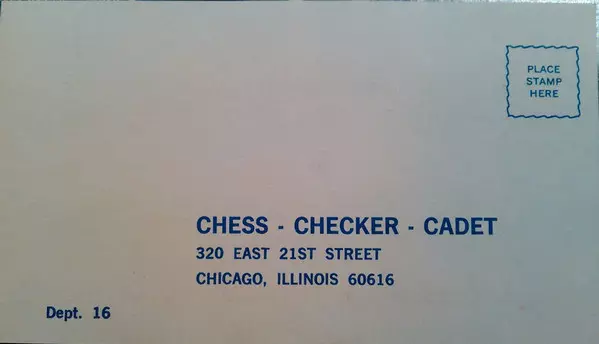 PLACE
STAMP
HERE
CHESS - CHECKER - CADET
320 EAST 21ST STREET
CHICAGO, ILLINOIS 60616
Dept. 16